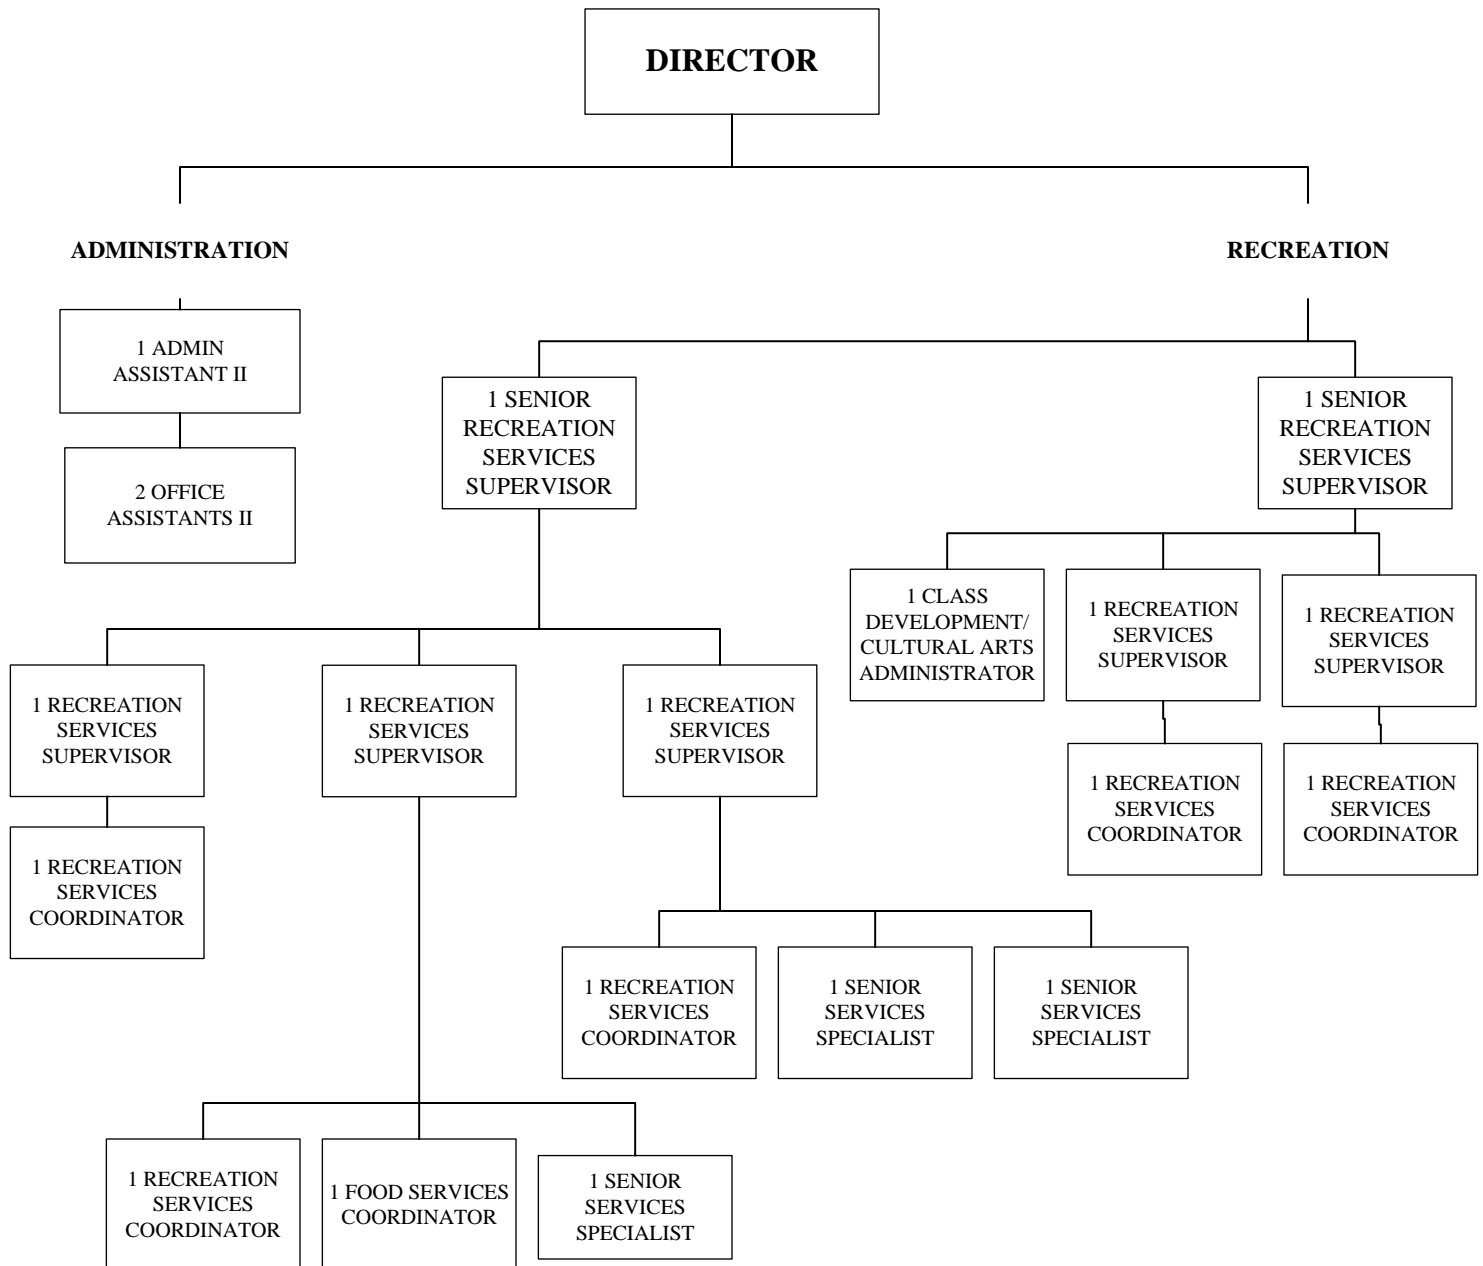 DIRECTOR
ADMINISTRATION
RECREATION
1 ADMIN
ASSISTANT II
2 OFFICE
ASSISTANTS II
1 SENIOR
RECREATION
SERVICES
SUPERVISOR
1 SENIOR
RECREATION
SERVICES
SUPERVISOR
1 CLASS
DEVELOPMENT/
CULTURAL ARTS
ADMINISTRATOR
1 RECREATION
SERVICES
SUPERVISOR
1 RECREATION
SERVICES
SUPERVISOR
1 RECREATION
SERVICES
SUPERVISOR
1 RECREATION
SERVICES
SUPERVISOR
1 RECREATION
SERVICES
SUPERVISOR
1 RECREATION
SERVICES
COORDINATOR
1 RECREATION
SERVICES
COORDINATOR
1 RECREATION
SERVICES
COORDINATOR
1 RECREATION
SERVICES
COORDINATOR
1 SENIOR
SERVICES
SPECIALIST
1 SENIOR
SERVICES
SPECIALIST
1 RECREATION
SERVICES
COORDINATOR
1 FOOD SERVICES
COORDINATOR
1 SENIOR
SERVICES
SPECIALIST